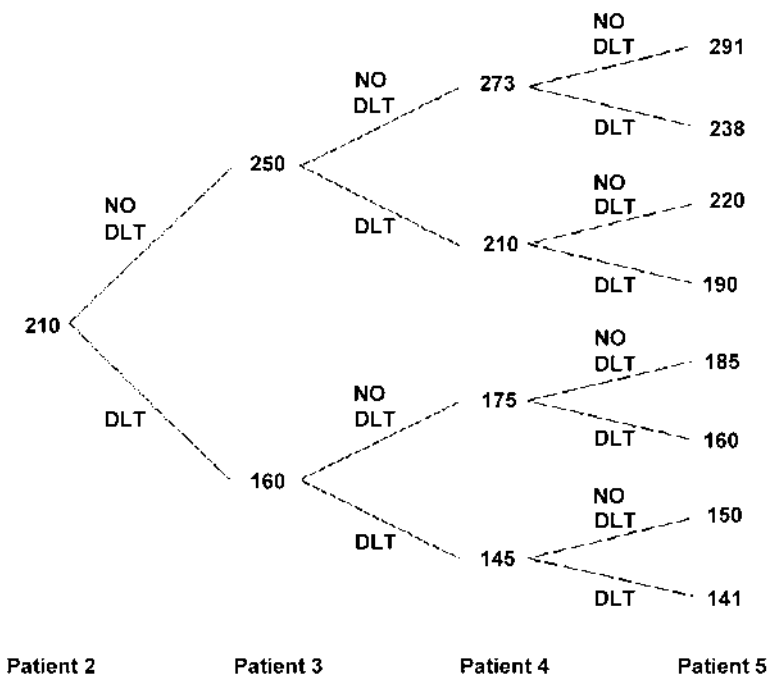 NO
DLT
291
NO
DLT
273
DLT
238
250
NO
DLT
220
NO
DLT
DLT
210
DLT
190
210
NO
DLT
185
DLT
NO
DLT
175
DLT
160
160
NO
DLT
150
DLT
145
DLT
141
Patient 2 Patient 3 Patient 4 Patient 5